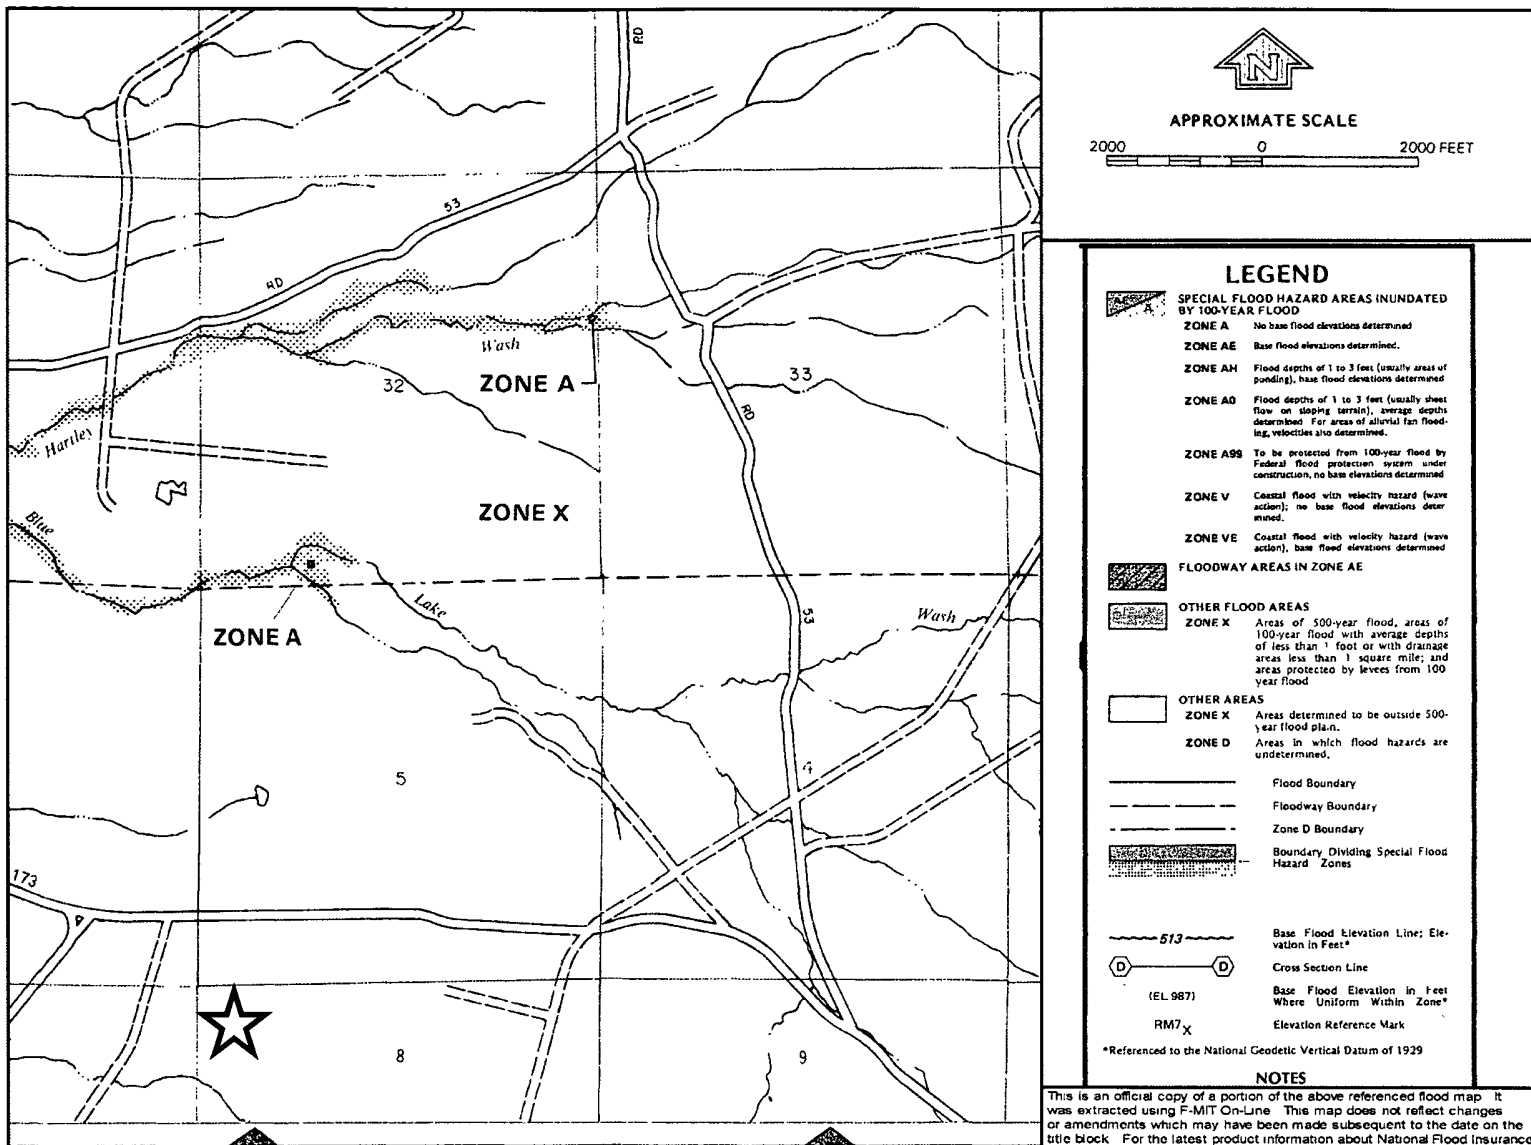 RD
53
RD
Wash
ZONE A
32
33
RD
Hartley
ZONE X
Blue
Lake
Wash
53
ZONE A
5
4
173
8
9
N
APPROXIMATE SCALE
2000 0 2000 FEET
LEGEND
SPECIAL FLOOD HAZARD AREAS INUNDATED
BY 100-YEAR FLOOD
ZONE A No base flood elevations determined
ZONE AE Base flood elevations determined.
ZONE AH Flood depths of 1 to 3 feet (usually areas of
ponding), base flood elevations determined
ZONE AO Flood depths of 1 to 3 feet (usually sheet
flow on sloping terrain), average depths
determined For areas of alluvial fan flood-
ing, velocities also determined.
ZONE A99 To be protected from 100-year flood by
Federal flood protection system under
construction, no base elevations determined
ZONE V Coastal flood with velocity hazard (wave
action); no base flood elevations deter
mined.
ZONE VE Coastal flood with velocity hazard (wave
action), base flood elevations determined
FLOODWAY AREAS IN ZONE AE
OTHER FLOOD AREAS
ZONE X Areas of 500-year flood, areas of
100-year flood with average depths
of less than 1 foot or with drainage
areas less than 1 square mile; and
areas protected by levees from 100
year flood
OTHER AREAS
ZONE X Areas determined to be outside 500-
year flood plain.
ZONE D Areas in which flood hazards are
undetermined.
Flood Boundary
Floodway Boundary
Zone D Boundary
Boundary Dividing Special Flood
Hazard Zones
513 Base Flood Elevation Line; Ele-
vation in Feet*
D D Cross Section Line
(EL 987) Base Flood Elevation in Feet
Where Uniform Within Zone*
RM7X Elevation Reference Mark
*Referenced to the National Geodetic Vertical Datum of 1929
NOTES
This is an official copy of a portion of the above referenced flood map It
was extracted using F-MIT On-Line This map does not reflect changes
or amendments which may have been made subsequent to the date on the
title block For the latest product information about National Flood Insurance